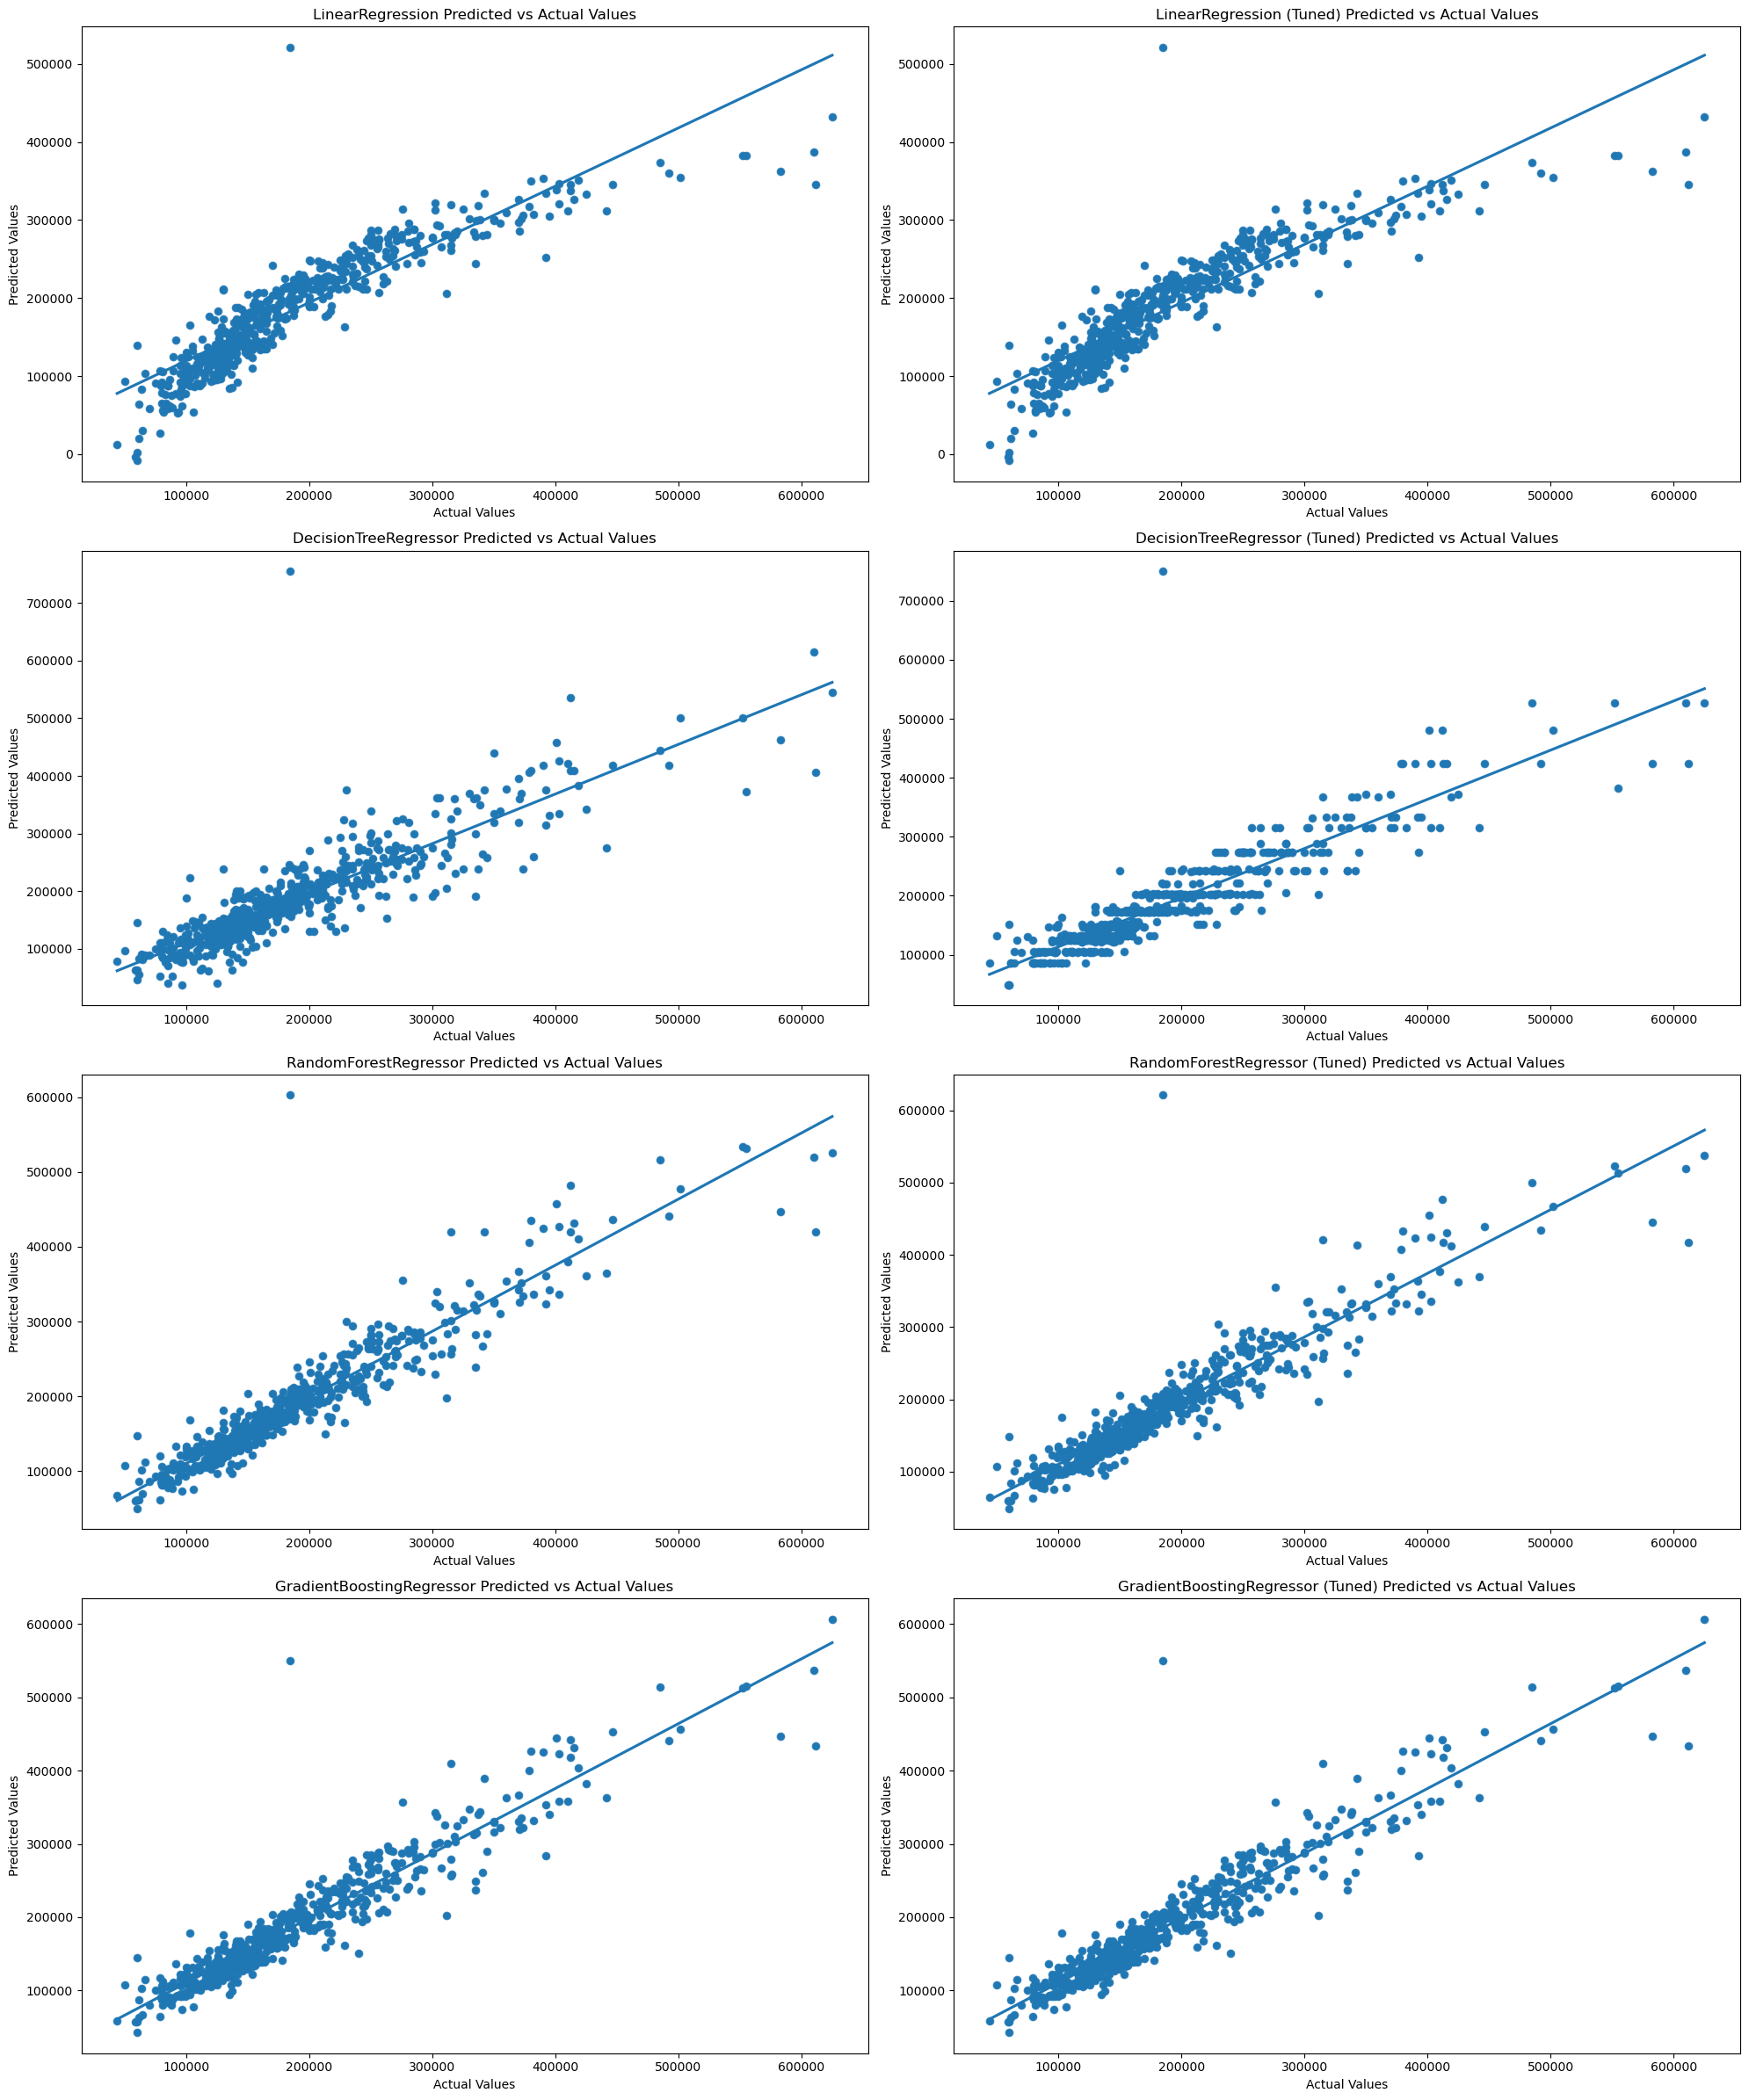 LinearRegression Predicted vs Actual Values
LinearRegression (Tuned) Predicted vs Actual Values
500000
400000
300000
200000
100000
0
Predicted Values
100000 200000 300000 400000 500000 600000
Actual Values
500000
400000
300000
200000
100000
0
Predicted Values
100000 200000 300000 400000 500000 600000
Actual Values
DecisionTreeRegressor Predicted vs Actual Values
DecisionTreeRegressor (Tuned) Predicted vs Actual Values
700000
600000
500000
400000
300000
200000
100000
Predicted Values
100000 200000 300000 400000 500000 600000
Actual Values
700000
600000
500000
400000
300000
200000
100000
Predicted Values
100000 200000 300000 400000 500000 600000
Actual Values
RandomForestRegressor Predicted vs Actual Values
RandomForestRegressor (Tuned) Predicted vs Actual Values
600000
500000
400000
300000
200000
100000
Predicted Values
100000 200000 300000 400000 500000 600000
Actual Values
600000
500000
400000
300000
200000
100000
Predicted Values
100000 200000 300000 400000 500000 600000
Actual Values
GradientBoostingRegressor Predicted vs Actual Values
GradientBoostingRegressor (Tuned) Predicted vs Actual Values
600000
500000
400000
300000
200000
100000
Predicted Values
100000 200000 300000 400000 500000 600000
Actual Values
600000
500000
400000
300000
200000
100000
Predicted Values
100000 200000 300000 400000 500000 600000
Actual Values